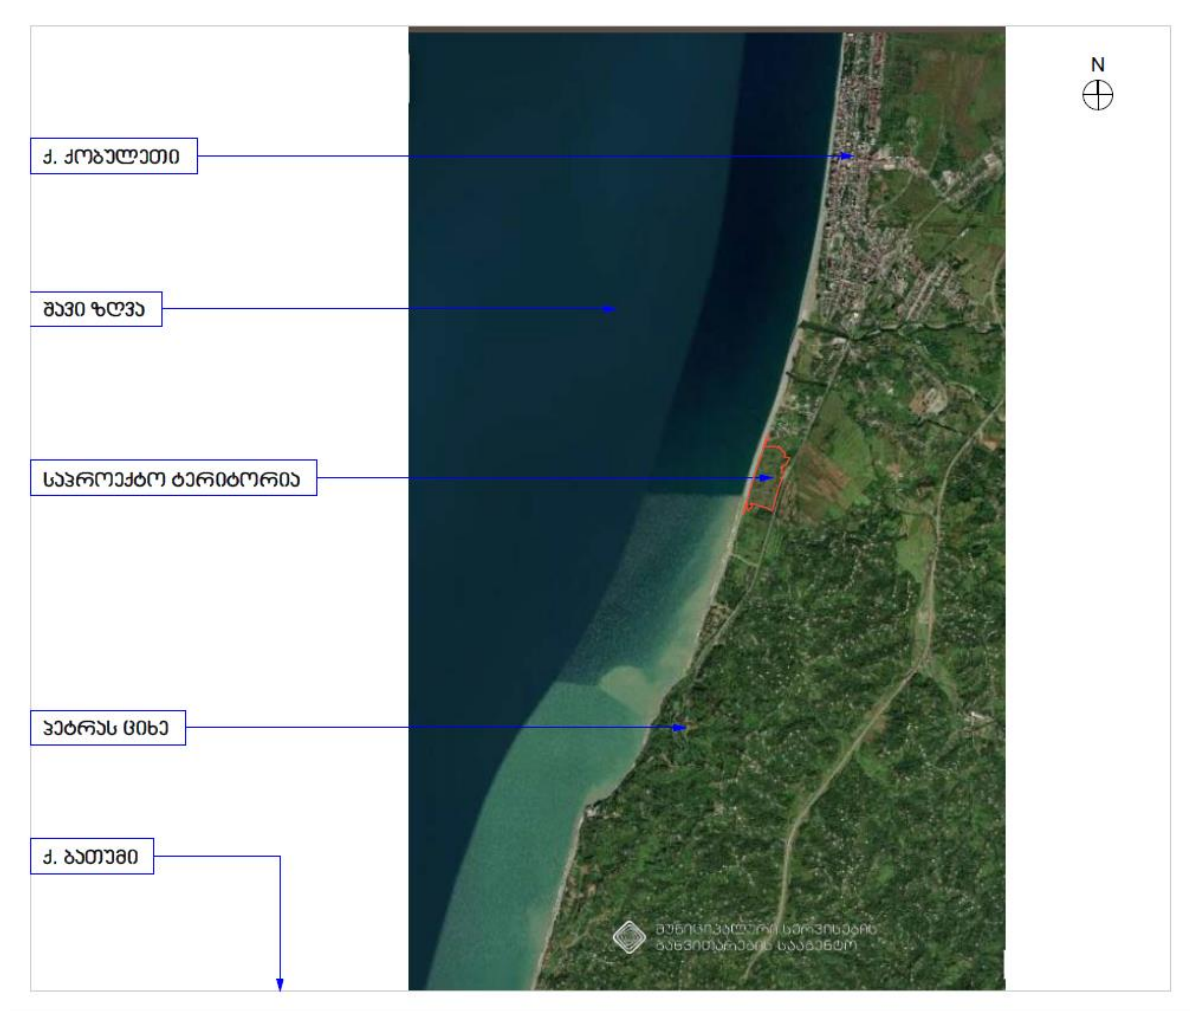 N
ქ. ქობულეთი
შავი ზღვა
საპროექტო ტერიტორია
პეტრას ციხე
ქ. ბათუმი
მუნიციპალური სერვისების
განვითარების სააგენტო